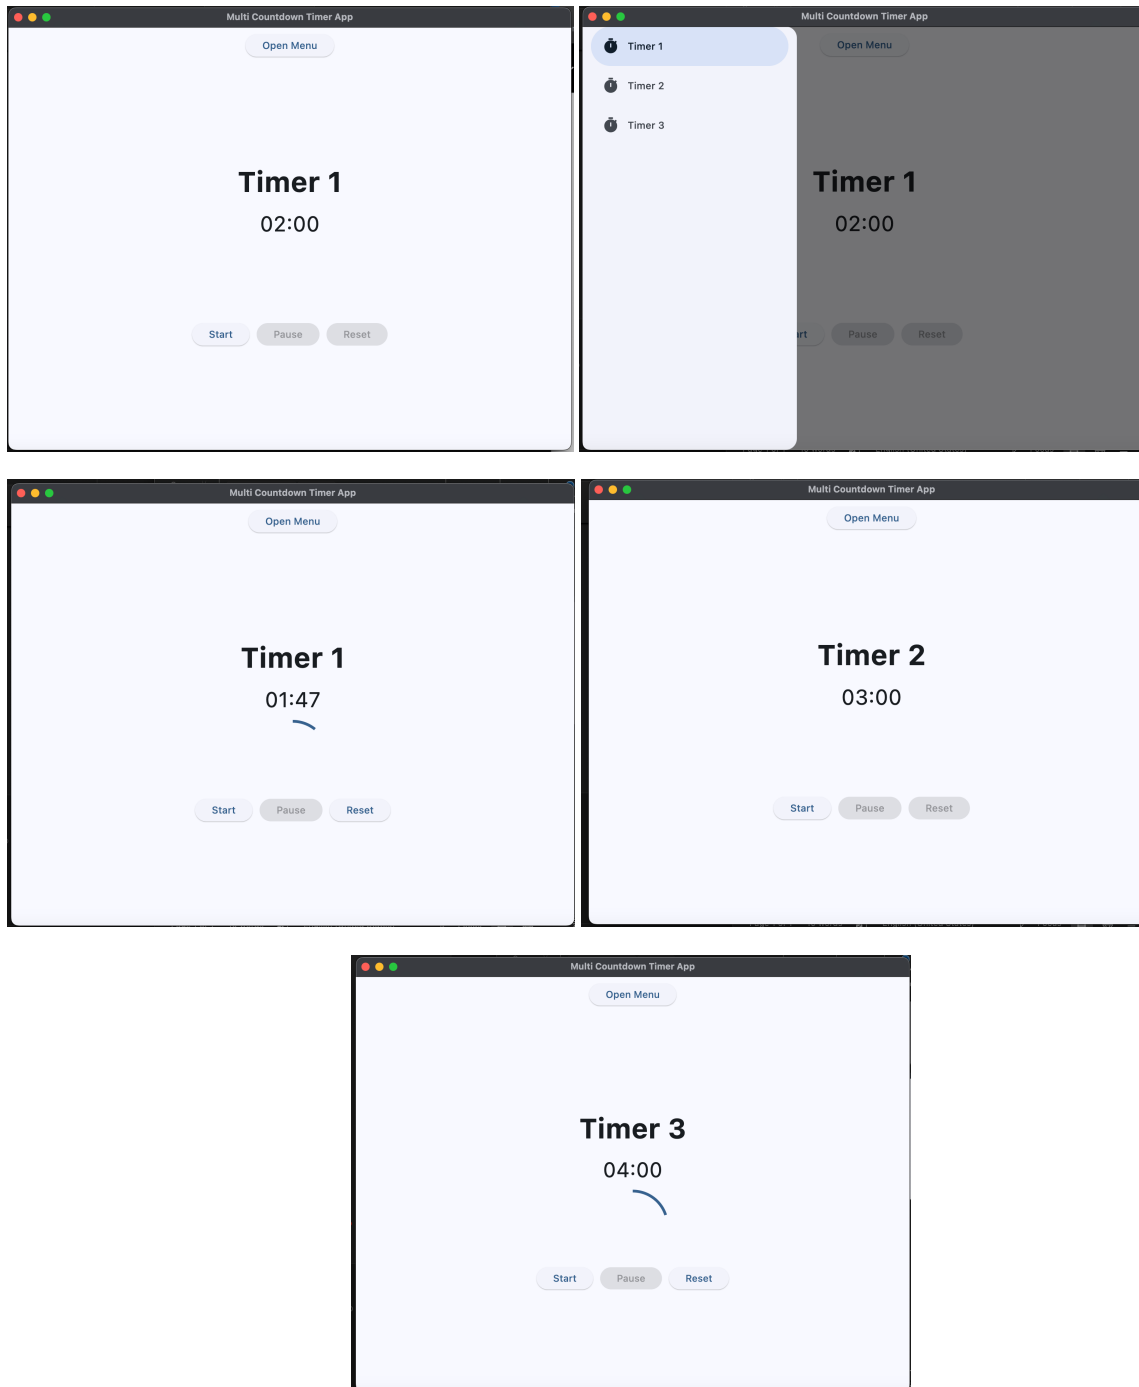 Multi Countdown Timer App
Open Menu
Timer 1
02:00
Start Pause Reset
Multi Countdown Timer App
Timer 1
Timer 2
Timer 3
Open Menu
Timer 1
02:00
rt Pause Reset
Multi Countdown Timer App
Open Menu
Timer 1
01:47
Start Pause Reset
Multi Countdown Timer App
Open Menu
Timer 2
03:00
Start Pause Reset
Multi Countdown Timer App
Open Menu
Timer 3
04:00
Start Pause Reset